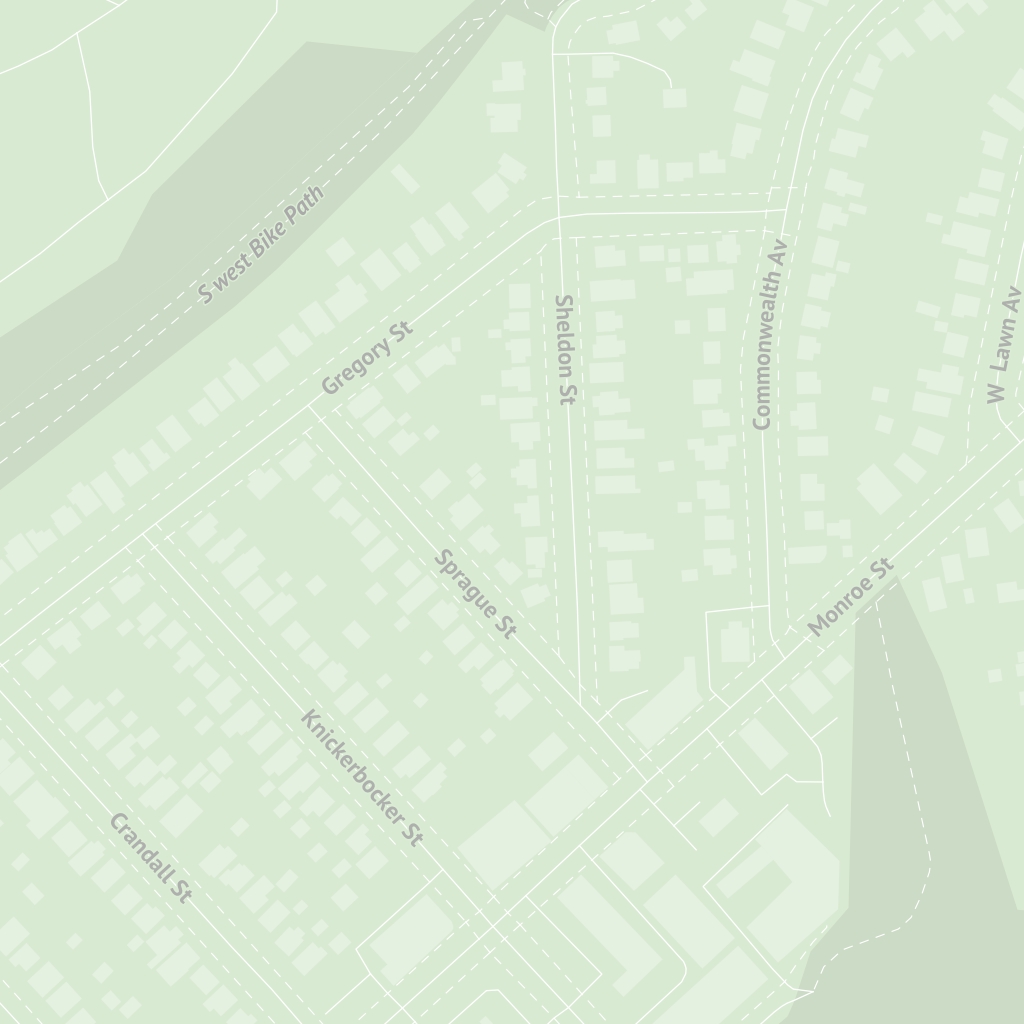 S west Bike Path
Gregory St
Sheldon St
Commonwealth Av
W Lawn Av
Sprague St
Monroe St
Knickerbocker St
Crandall St